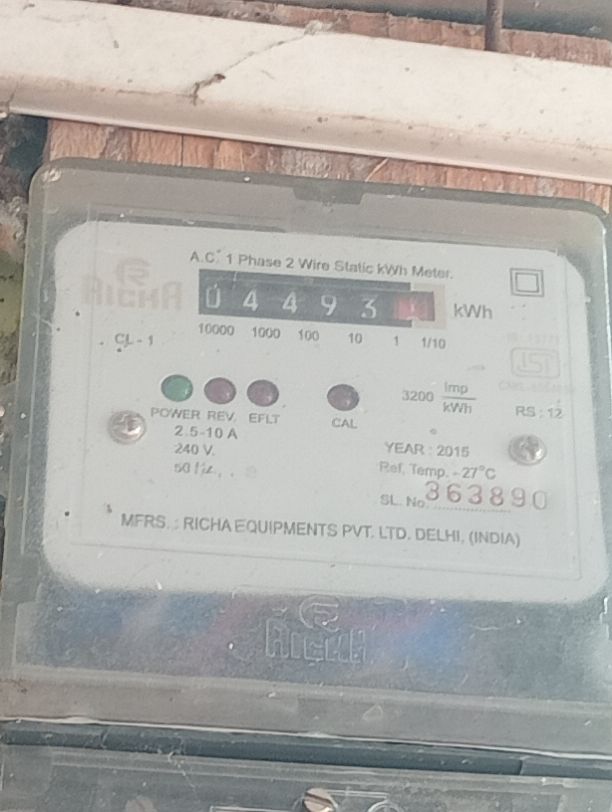 A.C. 1 Phase 2 Wire Static kWh Meter.
RICHA
0 4 4 9 3
kWh
10000 1000 100 10 1 1/10
CL - 1
3200 Imp/kWh
POWER REV. EFLT
CAL
RS : 12
2.5-10 A
240 V.
YEAR : 2015
Ref. Temp. - 27°C
SL. No. 363890
MFRS. : RICHA EQUIPMENTS PVT. LTD. DELHI, (INDIA)
RICHA